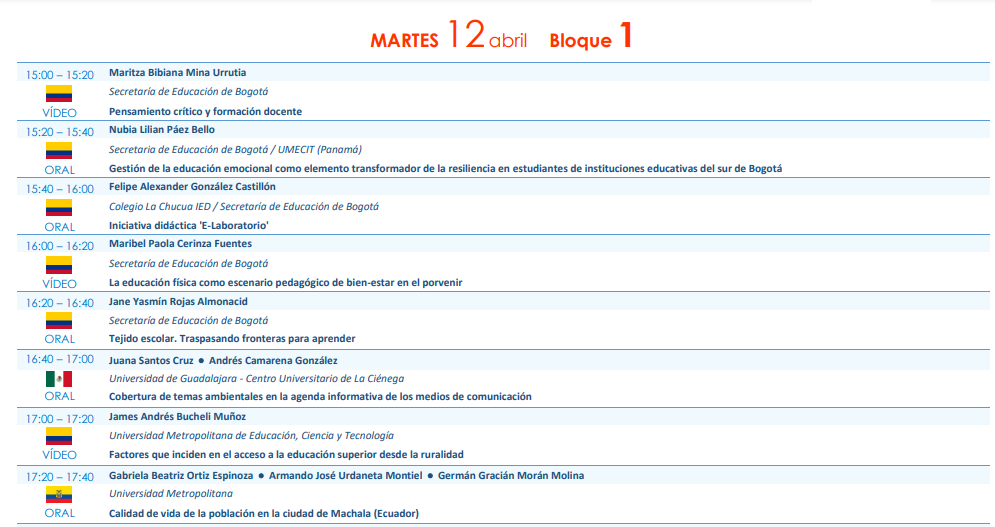 MARTES 12 abril Bloque 1
15:00 – 15:20 Maritza Bibiana Mina Urrutia
Secretaría de Educación de Bogotá
VÍDEO Pensamiento crítico y formación docente
15:20 – 15:40 Nubia Lilian Páez Bello
Secretaria de Educación de Bogotá / UMECIT (Panamá)
ORAL Gestión de la educación emocional como elemento transformador de la resiliencia en estudiantes de instituciones educativas del sur de Bogotá
15:40 – 16:00 Felipe Alexander González Castillón
Colegio La Chucua IED / Secretaría de Educación de Bogotá
ORAL Iniciativa didáctica 'E-Laboratorio'
16:00 – 16:20 Maribel Paola Cerinza Fuentes
Secretaría de Educación de Bogotá
VÍDEO La educación física como escenario pedagógico de bien-estar en el porvenir
16:20 – 16:40 Jane Yasmín Rojas Almonacid
Secretaría de Educación de Bogotá
ORAL Tejido escolar. Traspasando fronteras para aprender
16:40 – 17:00 Juana Santos Cruz ● Andrés Camarena González
Universidad de Guadalajara - Centro Universitario de La Ciénega
ORAL Cobertura de temas ambientales en la agenda informativa de los medios de comunicación
17:00 – 17:20 James Andrés Bucheli Muñoz
Universidad Metropolitana de Educación, Ciencia y Tecnología
VÍDEO Factores que inciden en el acceso a la educación superior desde la ruralidad
17:20 – 17:40 Gabriela Beatriz Ortiz Espinoza ● Armando José Urdaneta Montiel ● Germán Gracián Morán Molina
Universidad Metropolitana
ORAL Calidad de vida de la población en la ciudad de Machala (Ecuador)